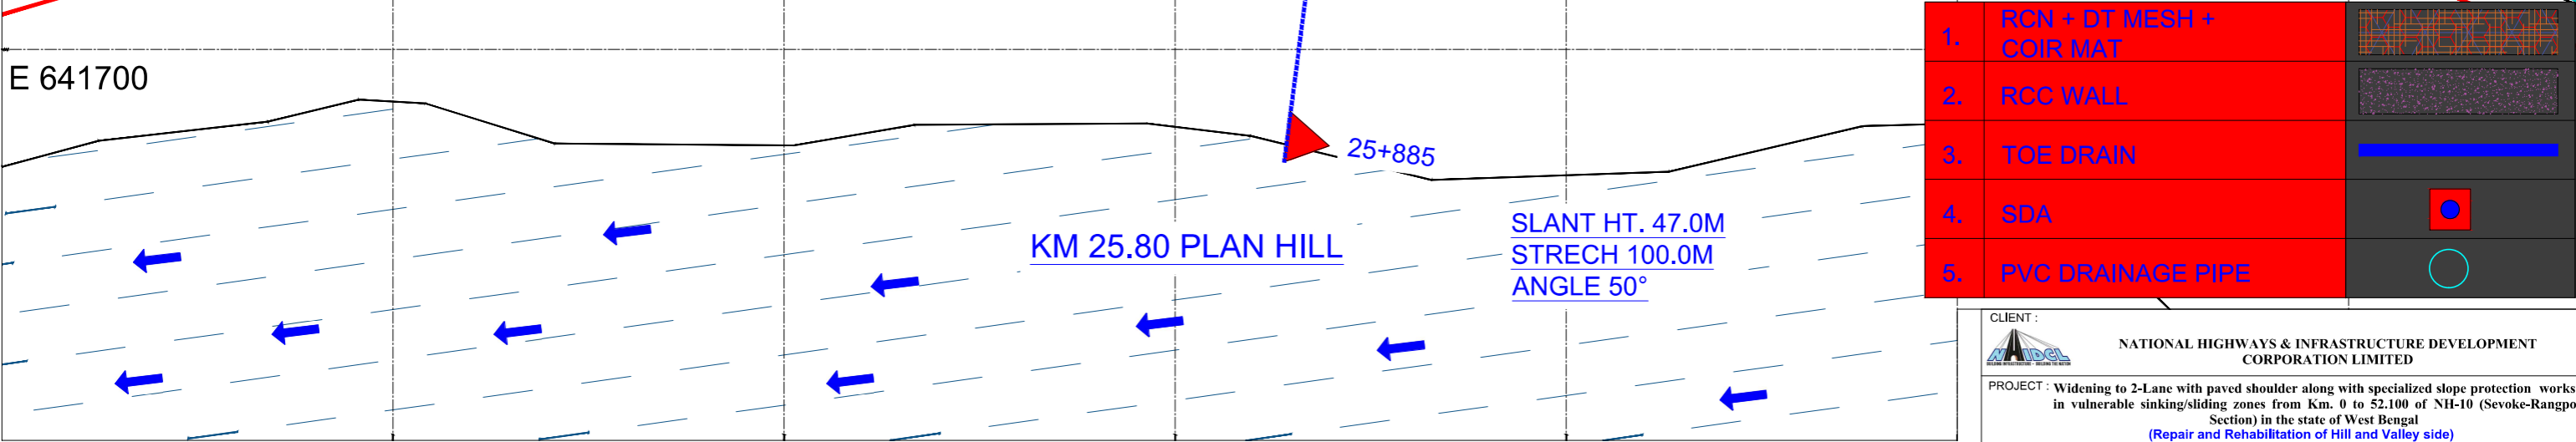 E 641700
25+885
KM 25.80 PLAN HILL
SLANT HT. 47.0M
STRECH 100.0M
ANGLE 50°
1. RCN + DT MESH +
COIR MAT
2. RCC WALL
3. TOE DRAIN
4. SDA
5. PVC DRAINAGE PIPE
CLIENT :
NHIDCL
NATIONAL HIGHWAYS & INFRASTRUCTURE DEVELOPMENT
CORPORATION LIMITED
PROJECT : Widening to 2-Lane with paved shoulder along with specialized slope protection works
in vulnerable sinking/sliding zones from Km. 0 to 52.100 of NH-10 (Sevoke-Rangpo
Section) in the state of West Bengal
(Repair and Rehabilitation of Hill and Valley side)